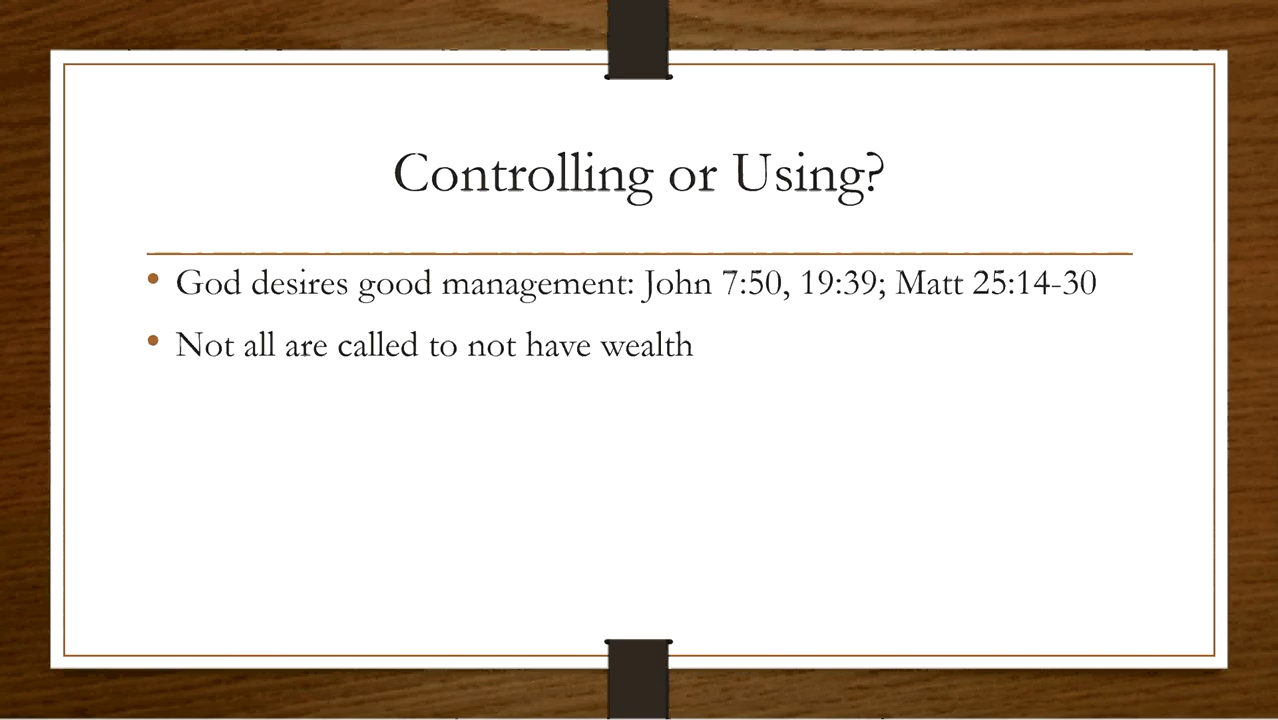 Controlling or Using?
• God desires good management: John 7:50, 19:39; Matt 25:14-30
• Not all are called to not have wealth